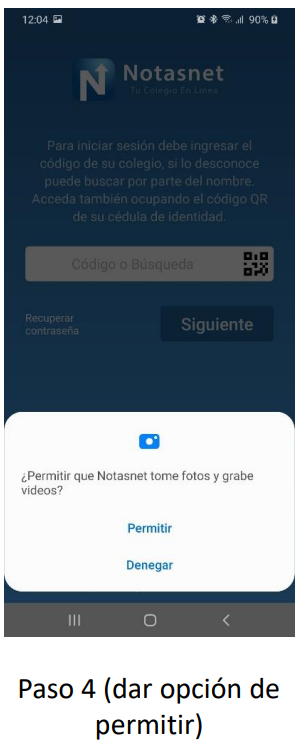 12:04
90%
Notasnet
Tu Colegio En Línea
Para iniciar sesión debe ingresar el
código de su colegio, si lo desconoce
puede buscar por parte del nombre.
Acceda también ocupando el código QR
de su cédula de identidad.
Código o Búsqueda
Recuperar
contraseña
Siguiente
¿Permitir que Notasnet tome fotos y grabe
videos?
Permitir
Denegar
Paso 4 (dar opción de
permitir)